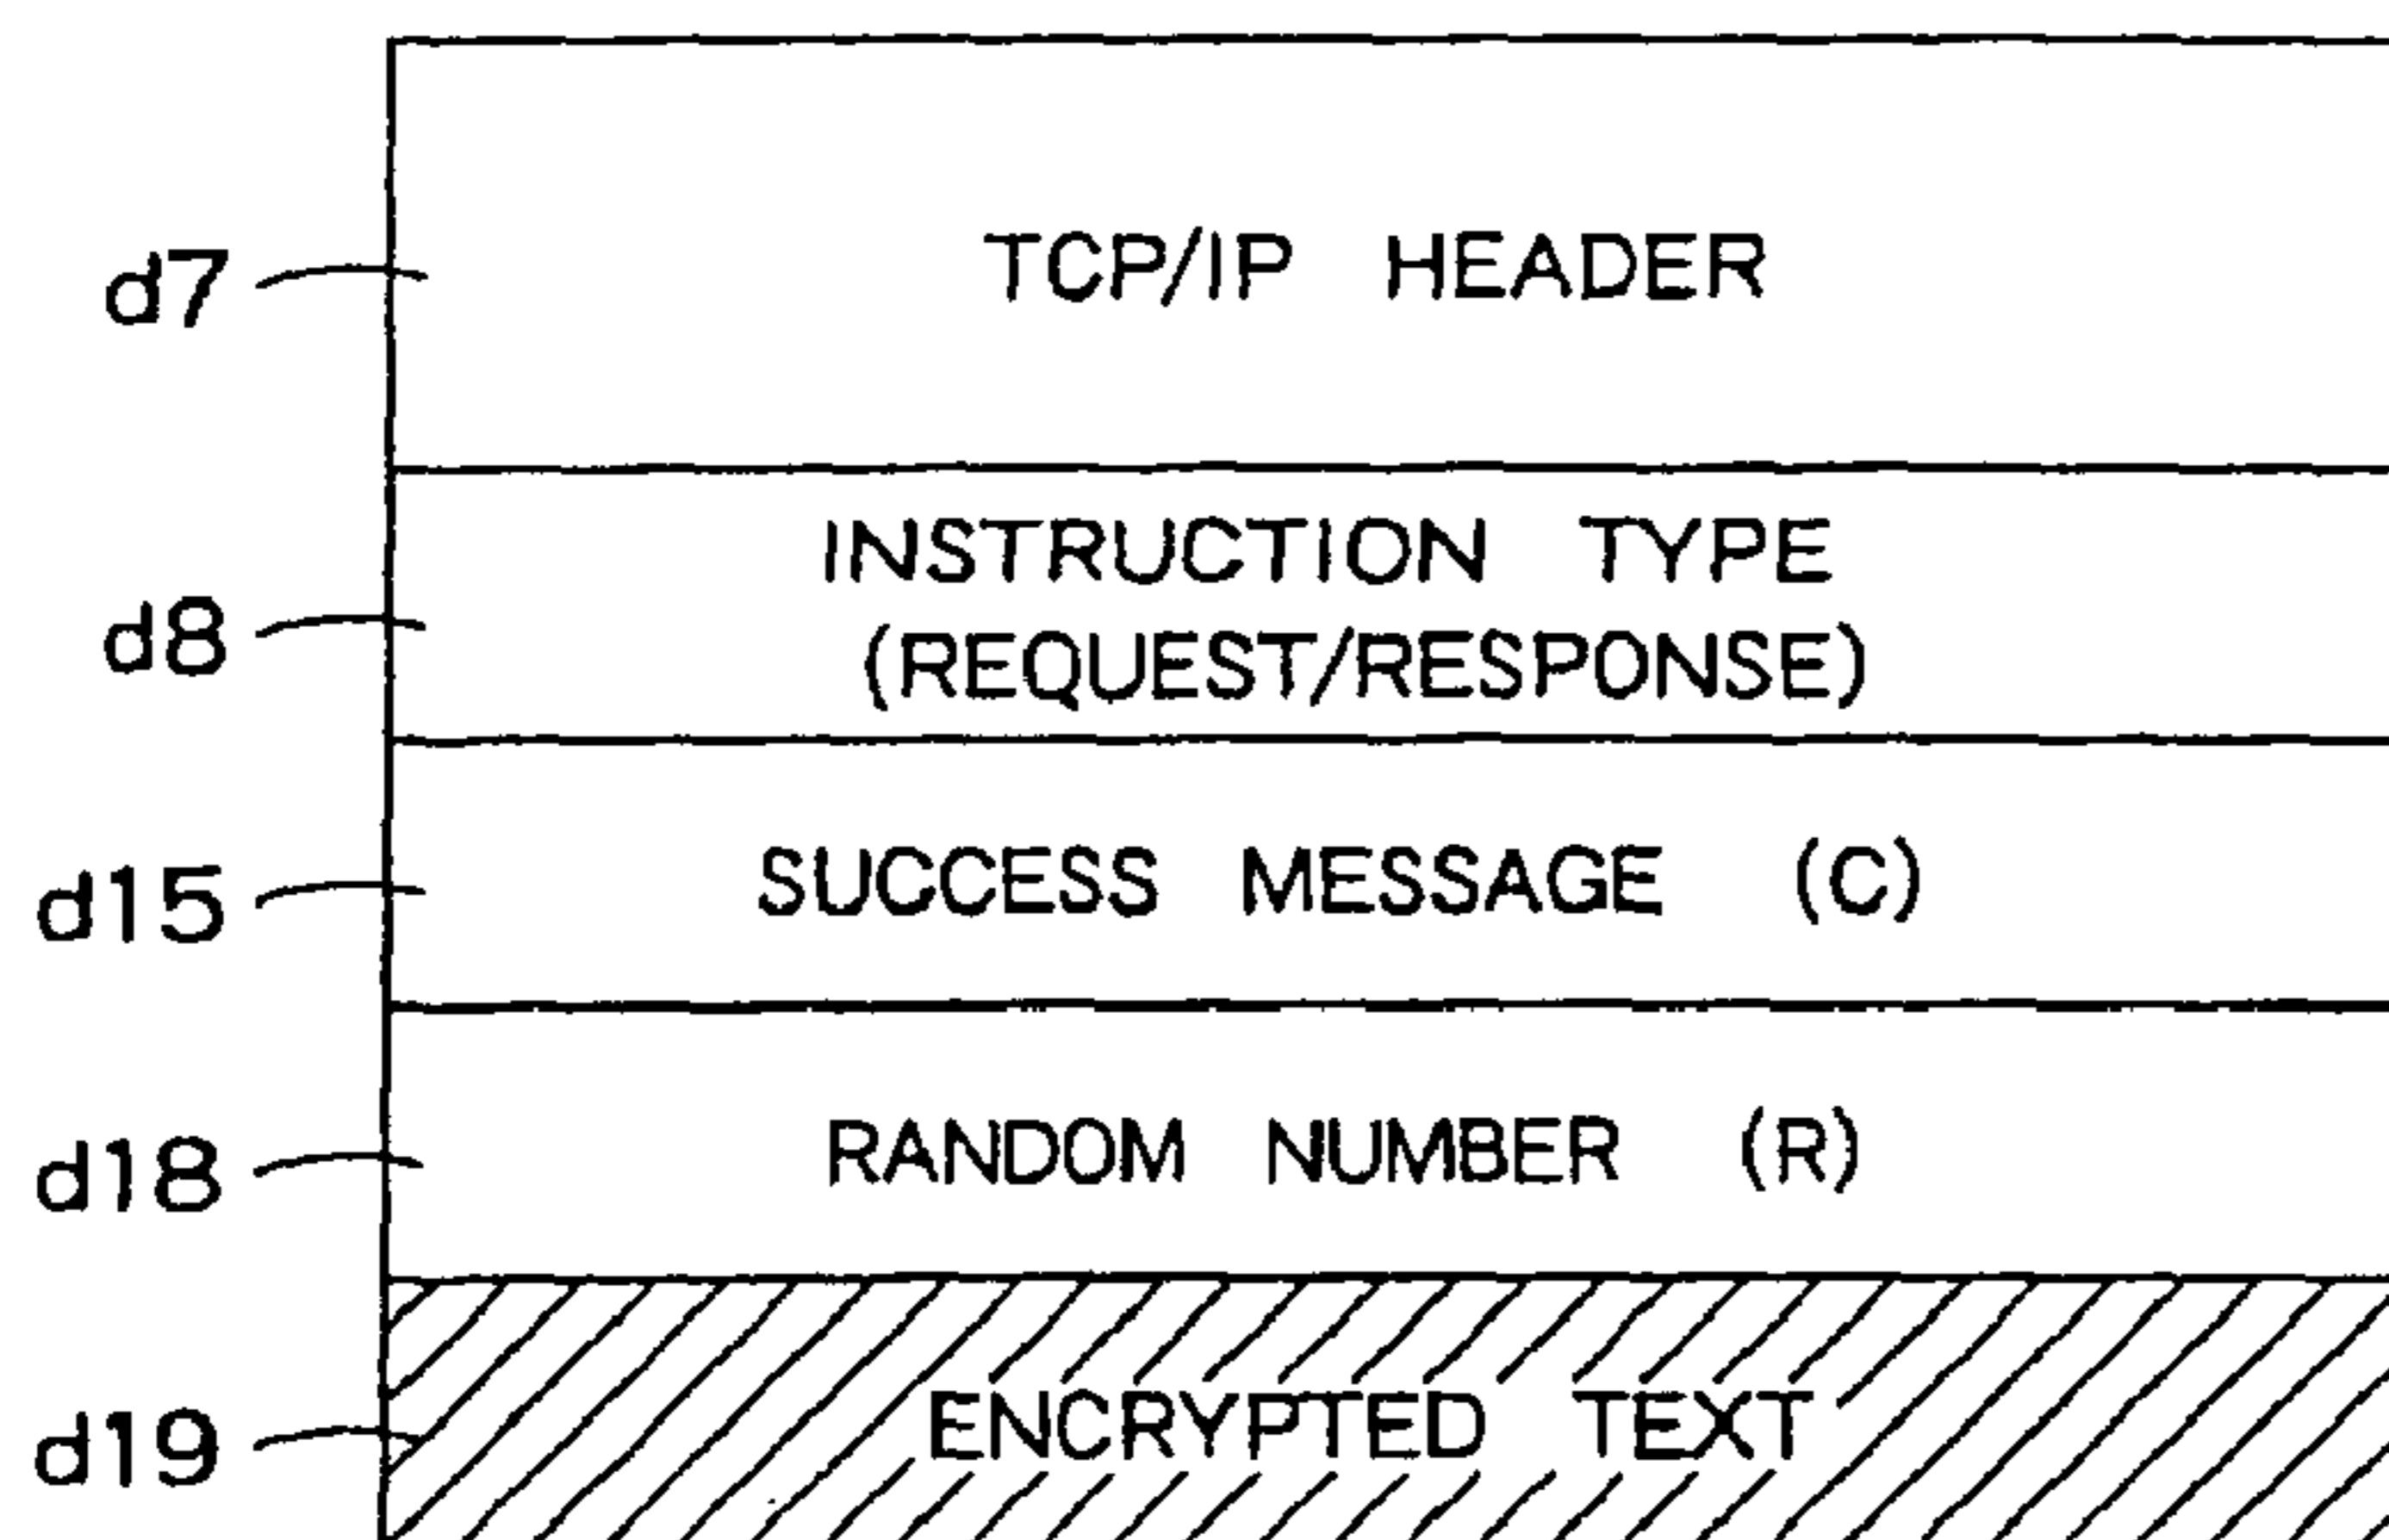 d7 TCP/IP HEADER
d8 INSTRUCTION TYPE
(REQUEST/RESPONSE)
d15 SUCCESS MESSAGE (C)
d18 RANDOM NUMBER (R)
d19 ENCRYPTED TEXT